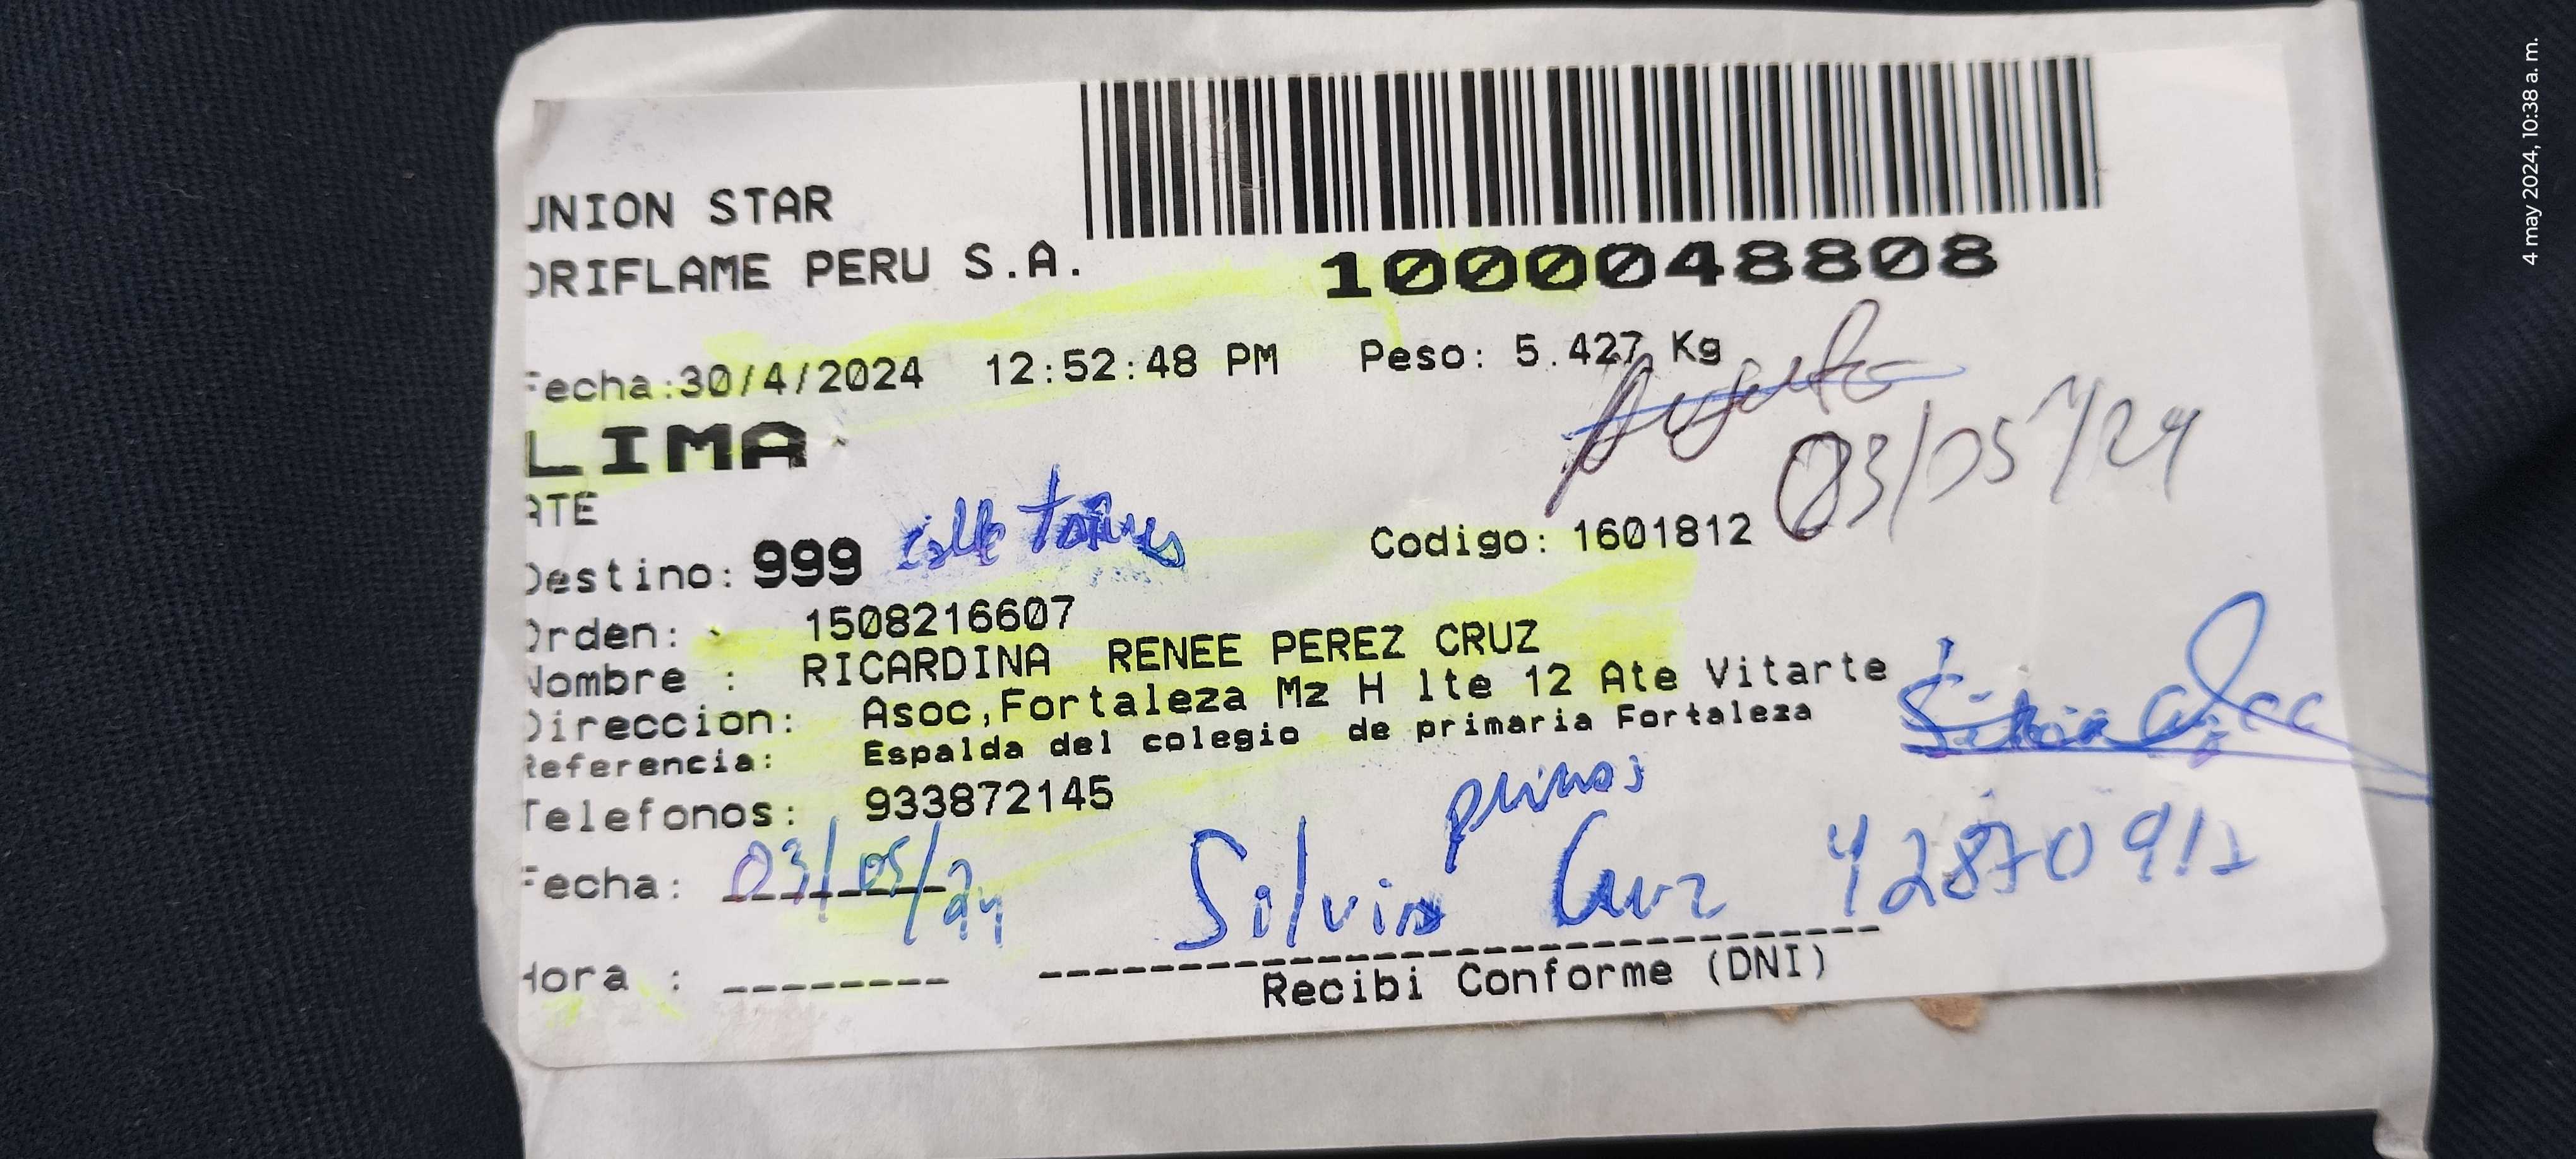 UNION STAR
ORIFLAME PERU S.A.
1000048808
Fecha:30/4/2024 12:52:48 PM Peso: 5.427 Kg
LIMA
03/05/24
ATE
Destino: 999 calle
Codigo: 1601812
Orden: 1508216607
Nombre : RICARDINA RENEE PEREZ CRUZ
Direccion: Asoc,Fortaleza Mz H lte 12 Ate Vitarte
Referencia: Espalda del colegio de primaria Fortaleza
Telefonos: 933872145
primos
Fecha: 03/05/24 Silvia Cruz 42870912
Hora :
Recibi Conforme (DNI)
4 may 2024, 10:38 a. m.